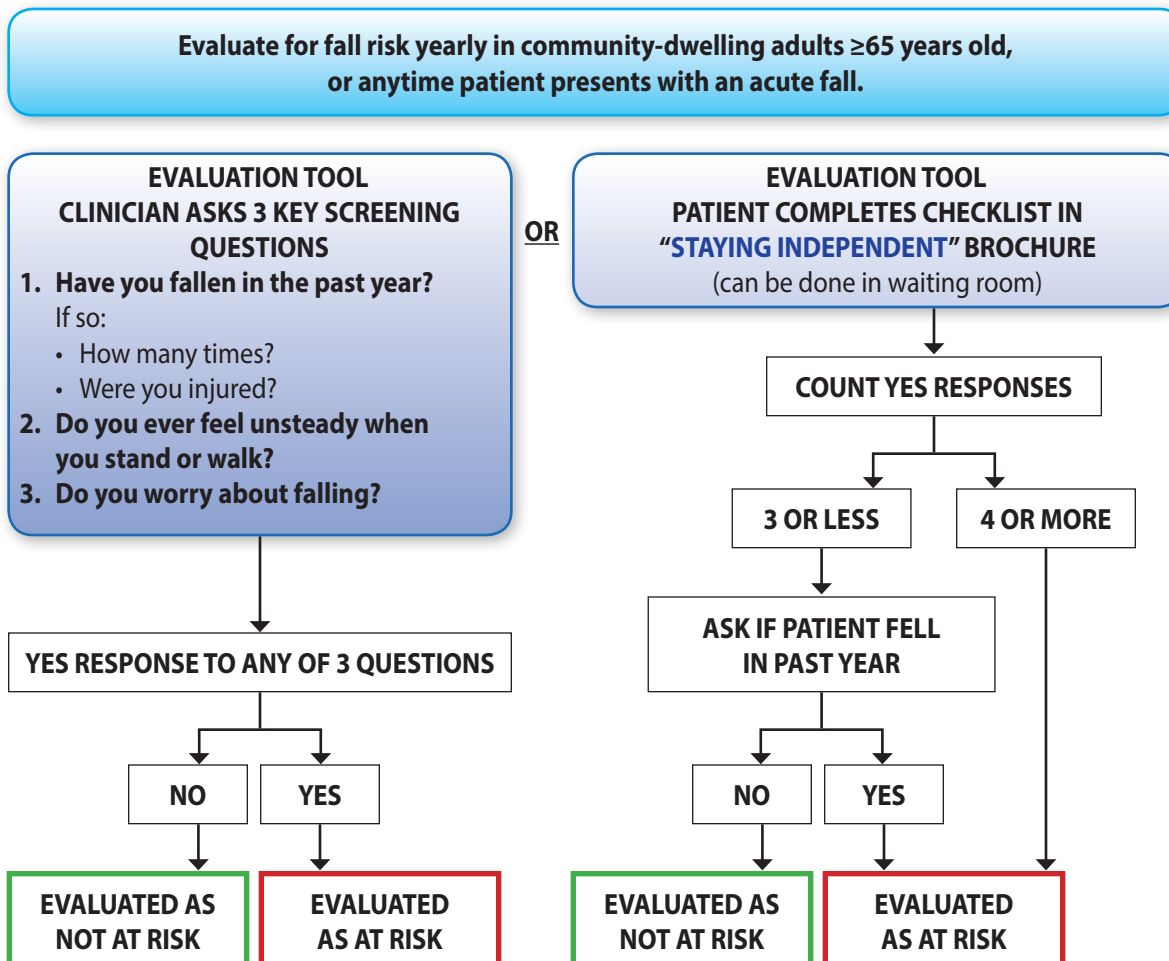 Evaluate for fall risk yearly in community-dwelling adults ≥65 years old,
or anytime patient presents with an acute fall.
EVALUATION TOOL
CLINICIAN ASKS 3 KEY SCREENING
QUESTIONS
1. Have you fallen in the past year?
If so:
• How many times?
• Were you injured?
2. Do you ever feel unsteady when
you stand or walk?
3. Do you worry about falling?
OR
EVALUATION TOOL
PATIENT COMPLETES CHECKLIST IN
“STAYING INDEPENDENT” BROCHURE
(can be done in waiting room)
COUNT YES RESPONSES
3 OR LESS
4 OR MORE
ASK IF PATIENT FELL
IN PAST YEAR
YES RESPONSE TO ANY OF 3 QUESTIONS
NO
YES
NO
YES
EVALUATED AS
NOT AT RISK
EVALUATED
AS AT RISK
EVALUATED AS
NOT AT RISK
EVALUATED
AS AT RISK